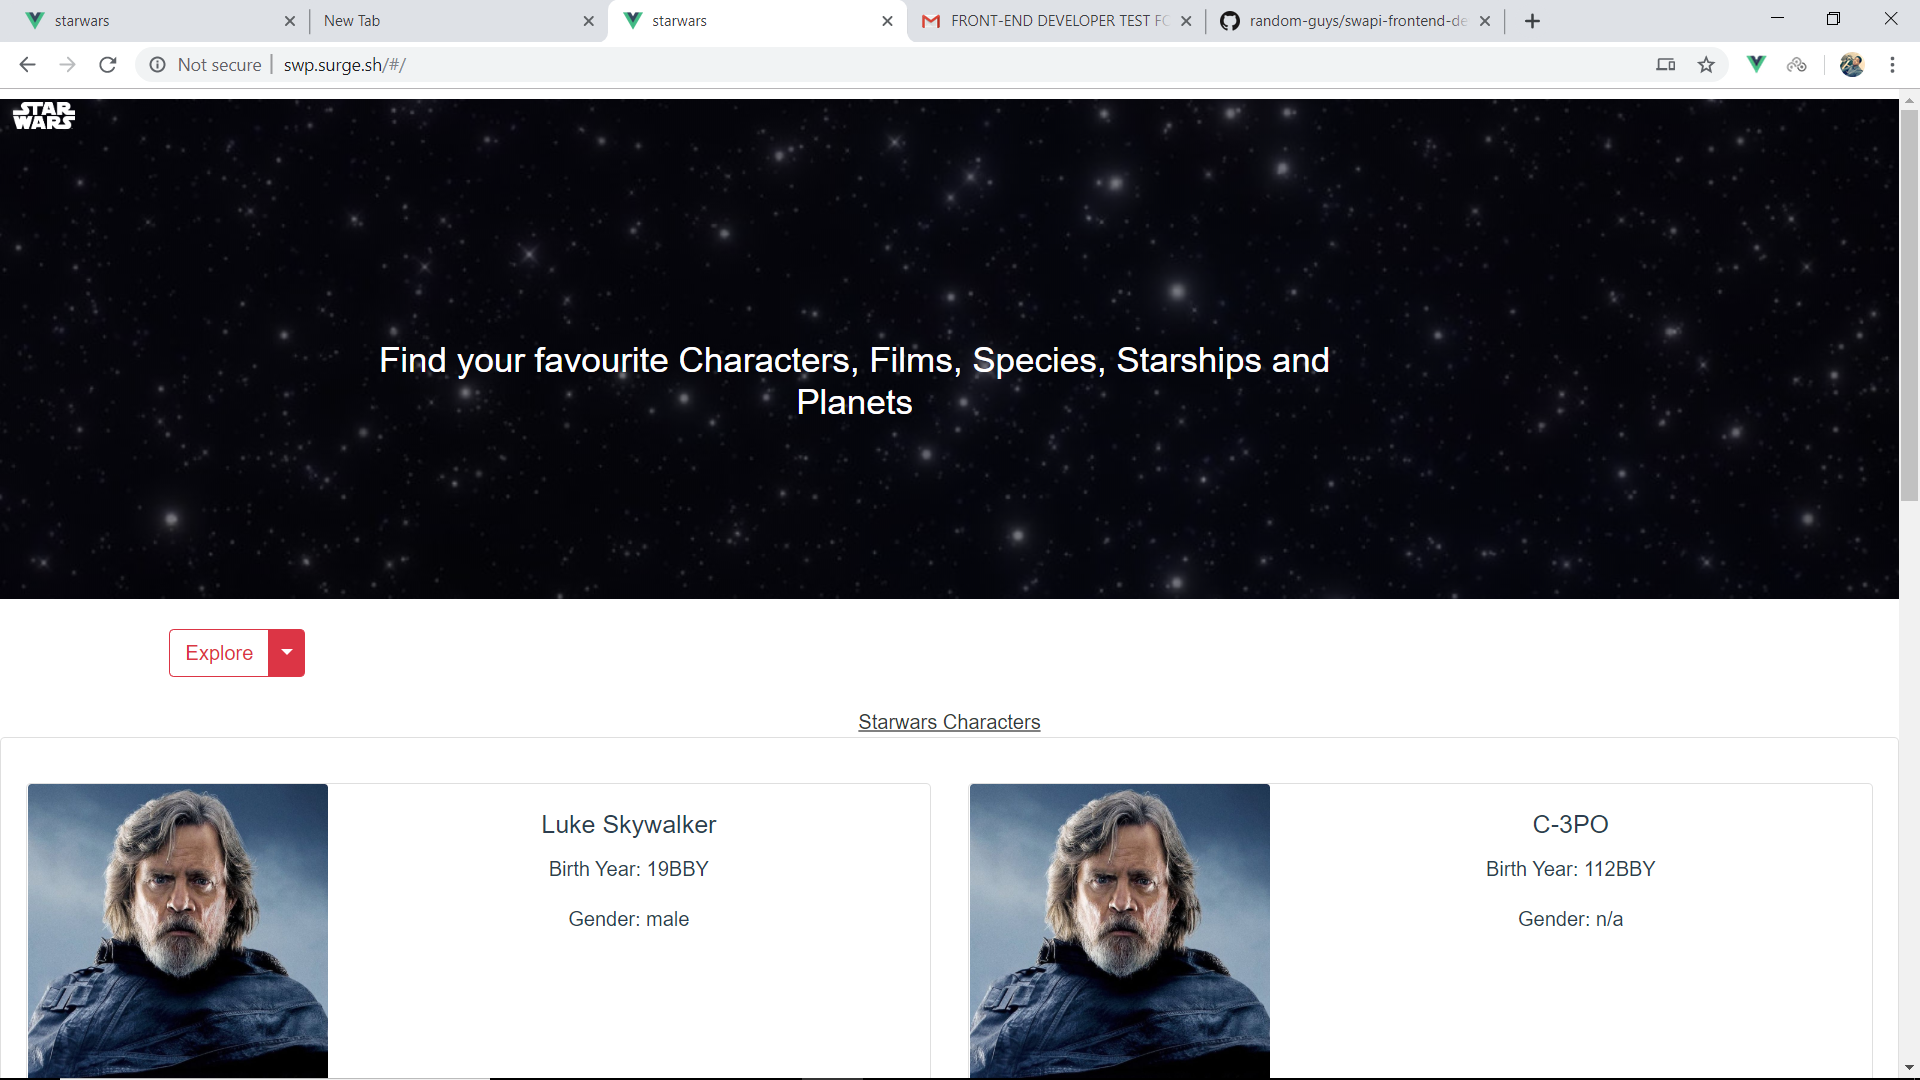 starwars
New Tab
starwars
FRONT-END DEVELOPER TEST FO
random-guys/swapi-frontend-de
Not secure
swp.surge.sh/#/
STAR
WARS
Find your favourite Characters, Films, Species, Starships and
Planets
Explore
Starwars Characters
Luke Skywalker
Birth Year: 19BBY
Gender: male
C-3PO
Birth Year: 112BBY
Gender: n/a